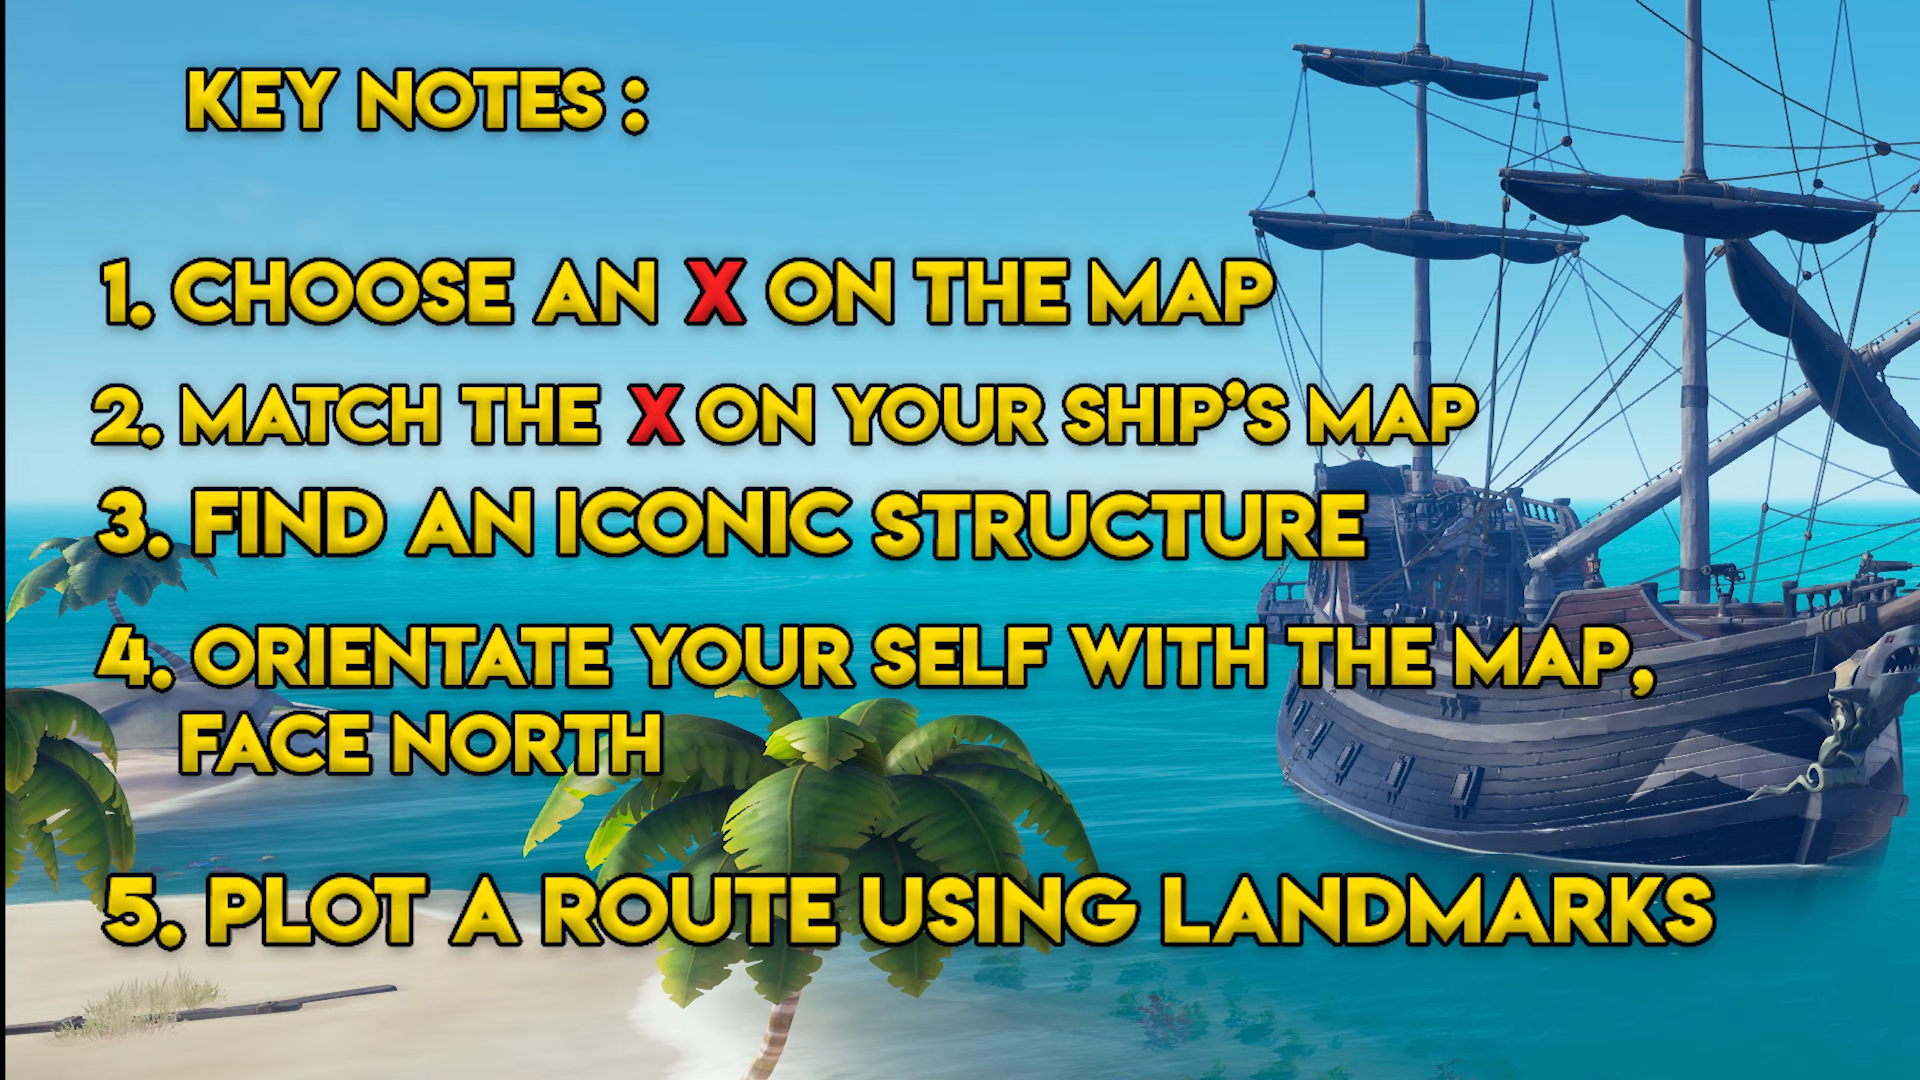 KEY NOTES :
1. CHOOSE AN X ON THE MAP
2. MATCH THE X ON YOUR SHIP'S MAP
3. FIND AN ICONIC STRUCTURE
4. ORIENTATE YOUR SELF WITH THE MAP,
FACE NORTH
5. PLOT A ROUTE USING LANDMARKS